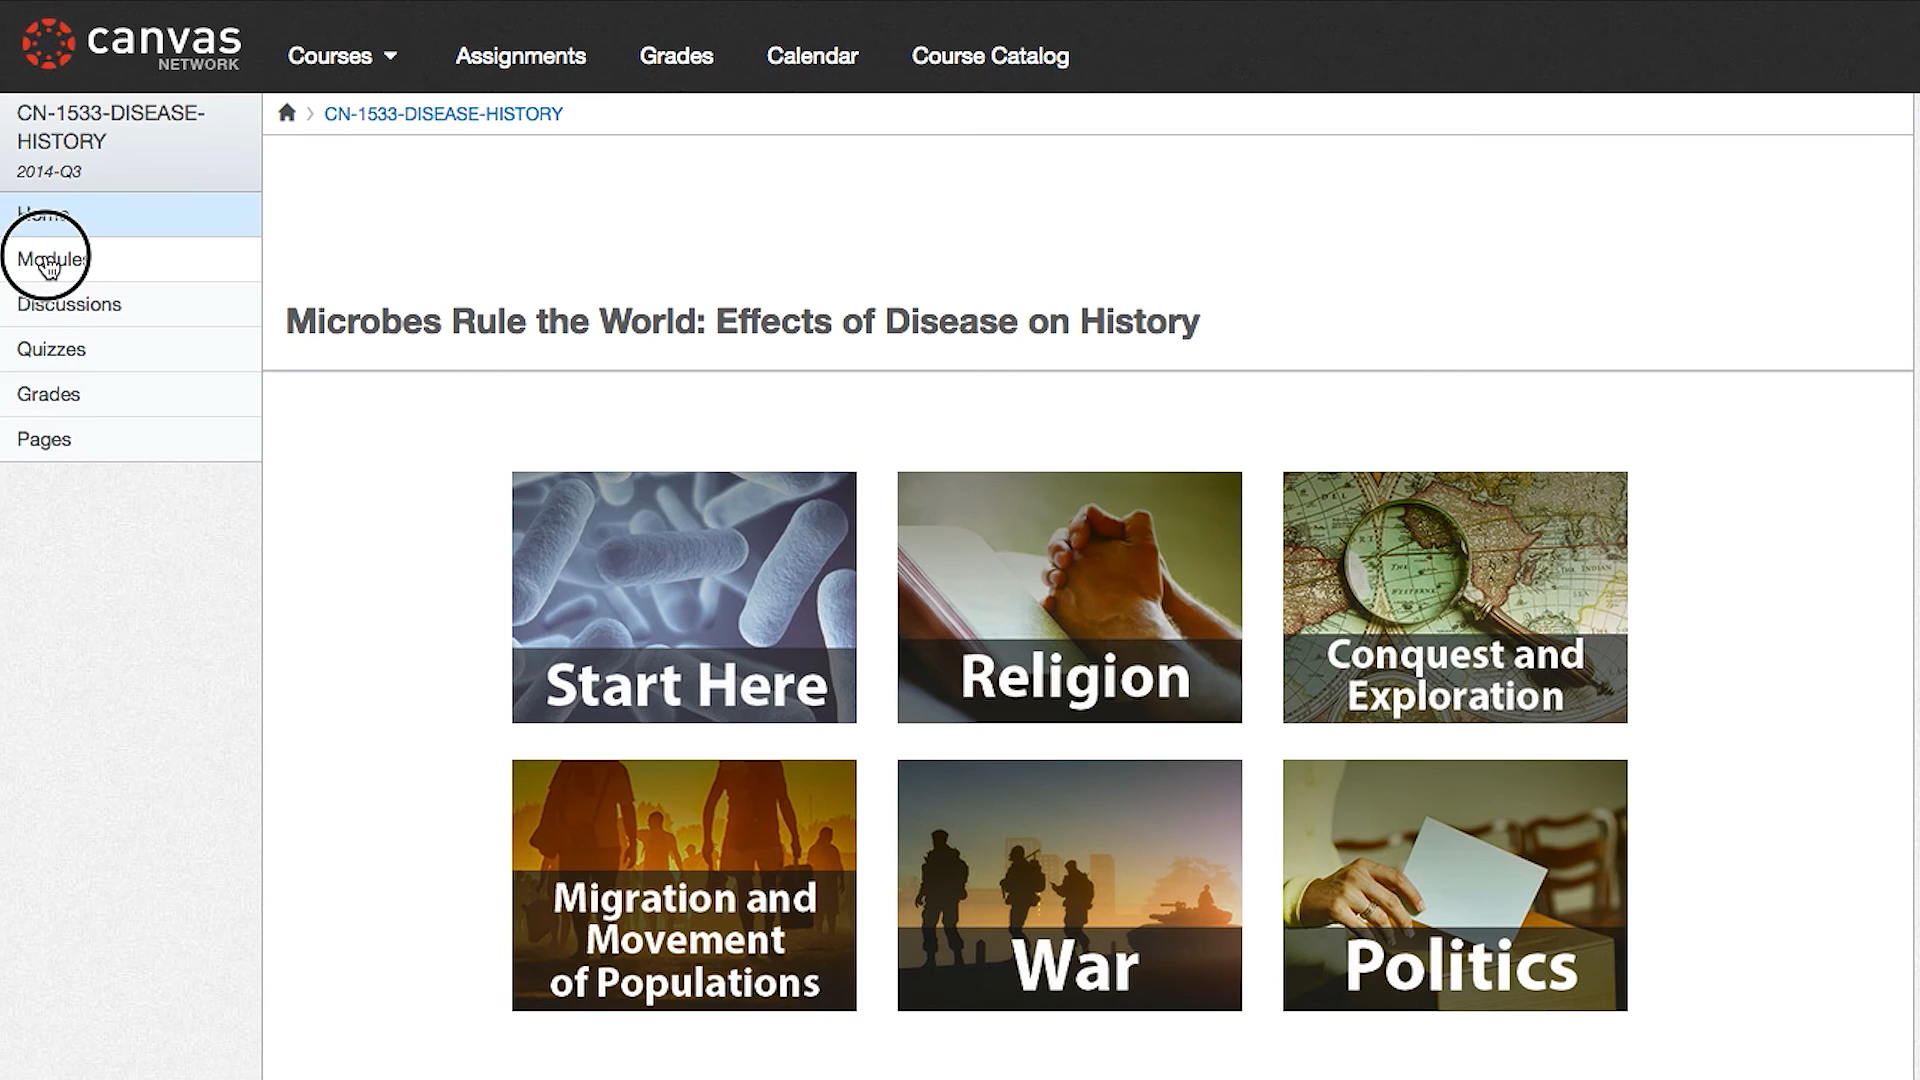 canvas
NETWORK
Courses
Assignments
Grades
Calendar
Course Catalog
CN-1533-DISEASE-
HISTORY
2014-Q3
CN-1533-DISEASE-HISTORY
Home
Modules
Discussions
Quizzes
Grades
Pages
Microbes Rule the World: Effects of Disease on History
Start Here
Religion
Conquest and
Exploration
Migration and
Movement
of Populations
War
Politics